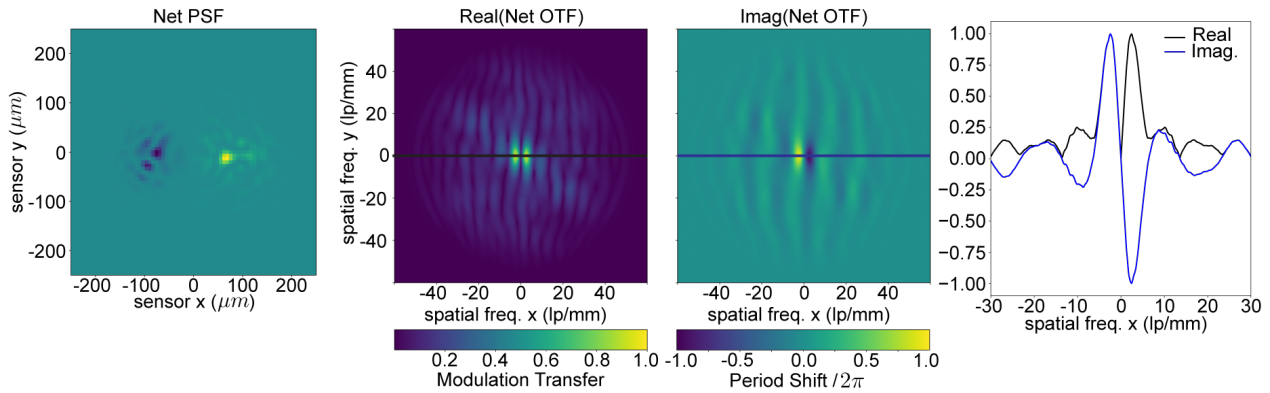 Net PSF
sensor y (μm)
200
100
0
-100
-200
-200 -100 0 100 200
sensor x (μm)
Real(Net OTF)
spatial freq. y (lp/mm)
40
20
0
-20
-40
-40 -20 0 20 40
spatial freq. x (lp/mm)
0.2 0.4 0.6 0.8 1.0
Modulation Transfer
Imag(Net OTF)
-40 -20 0 20 40
spatial freq. x (lp/mm)
-1.0 -0.5 0.0 0.5 1.0
Period Shift /2π
Real
Imag.
1.00
0.75
0.50
0.25
0.00
−0.25
−0.50
−0.75
−1.00
-30 -20 -10 0 10 20 30
spatial freq. x (lp/mm)